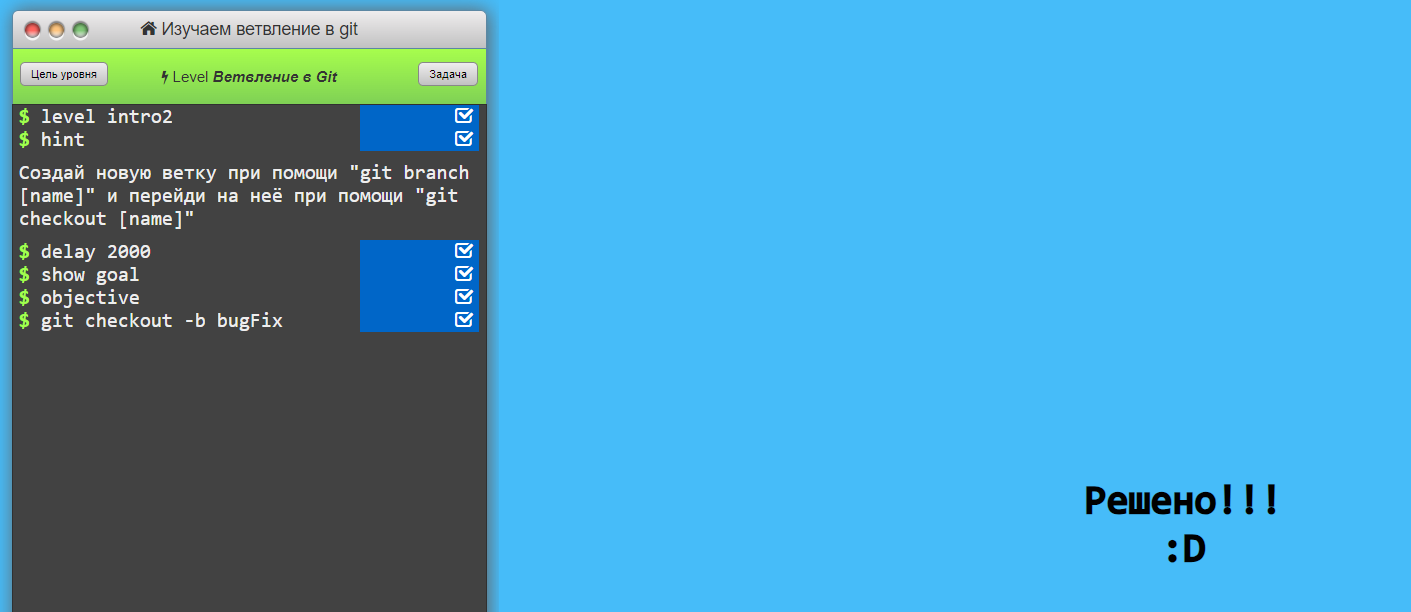 Изучаем ветвление в git
Цель уровня
Level Ветвление в Git
Задача
$ level intro2
$ hint
Создай новую ветку при помощи "git branch
[name]" и перейди на неё при помощи "git
checkout [name]"
$ delay 2000
$ show goal
$ objective
$ git checkout -b bugFix
Решено!!!
:D